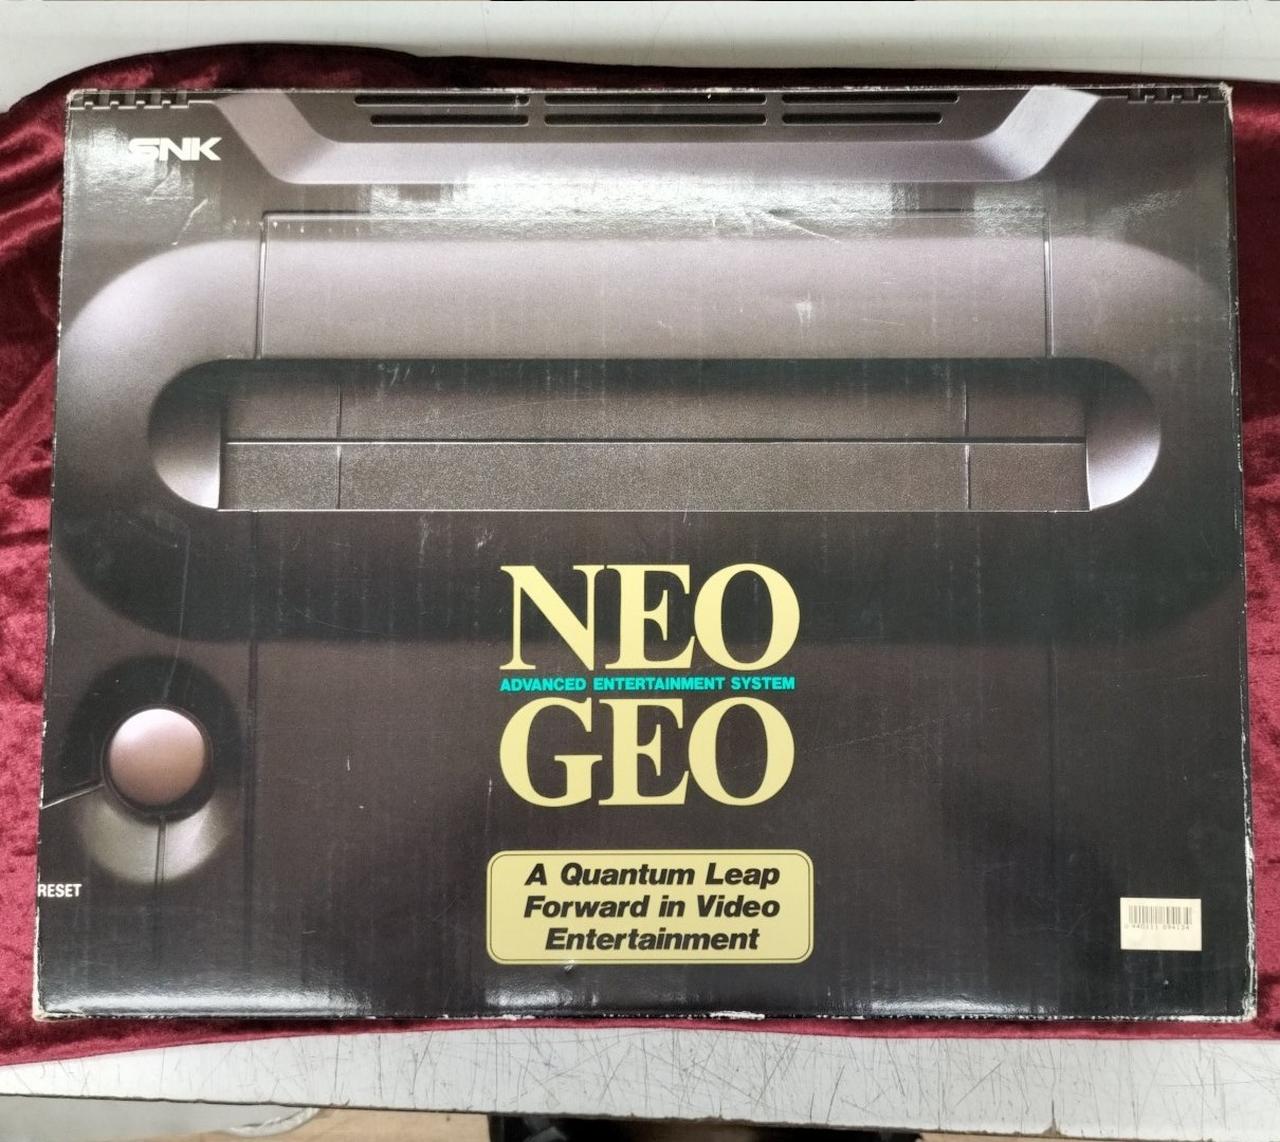 SNK
NEO
ADVANCED ENTERTAINMENT SYSTEM
GEO
A Quantum Leap
Forward in Video
Entertainment
RESET